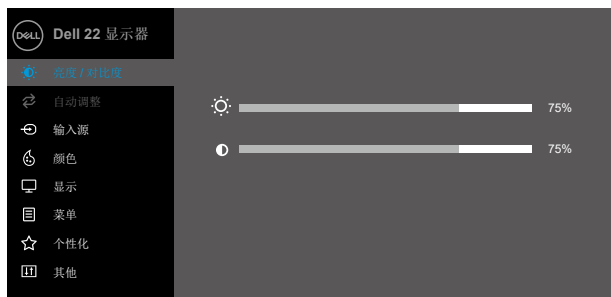 DELL
Dell 22 显示器
亮度 / 对比度
自动调整
输入源
颜色
显示
菜单
个性化
其他
75%
75%